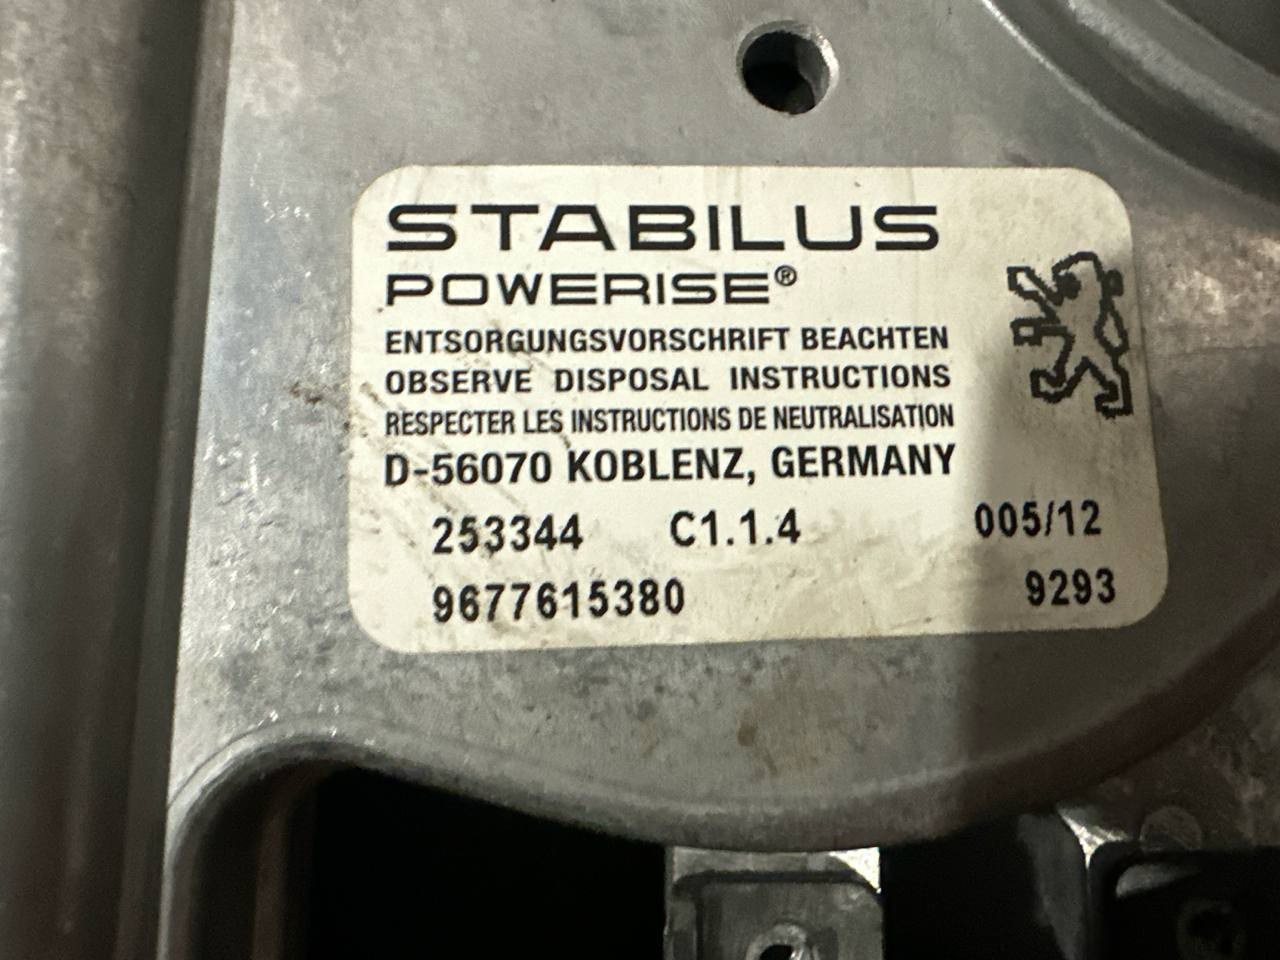 STABILUS
POWERISE®
ENTSORGUNGSVORSCHRIFT BEACHTEN
OBSERVE DISPOSAL INSTRUCTIONS
RESPECTER LES INSTRUCTIONS DE NEUTRALISATION
D-56070 KOBLENZ, GERMANY
253344 C1.1.4 005/12
9677615380 9293